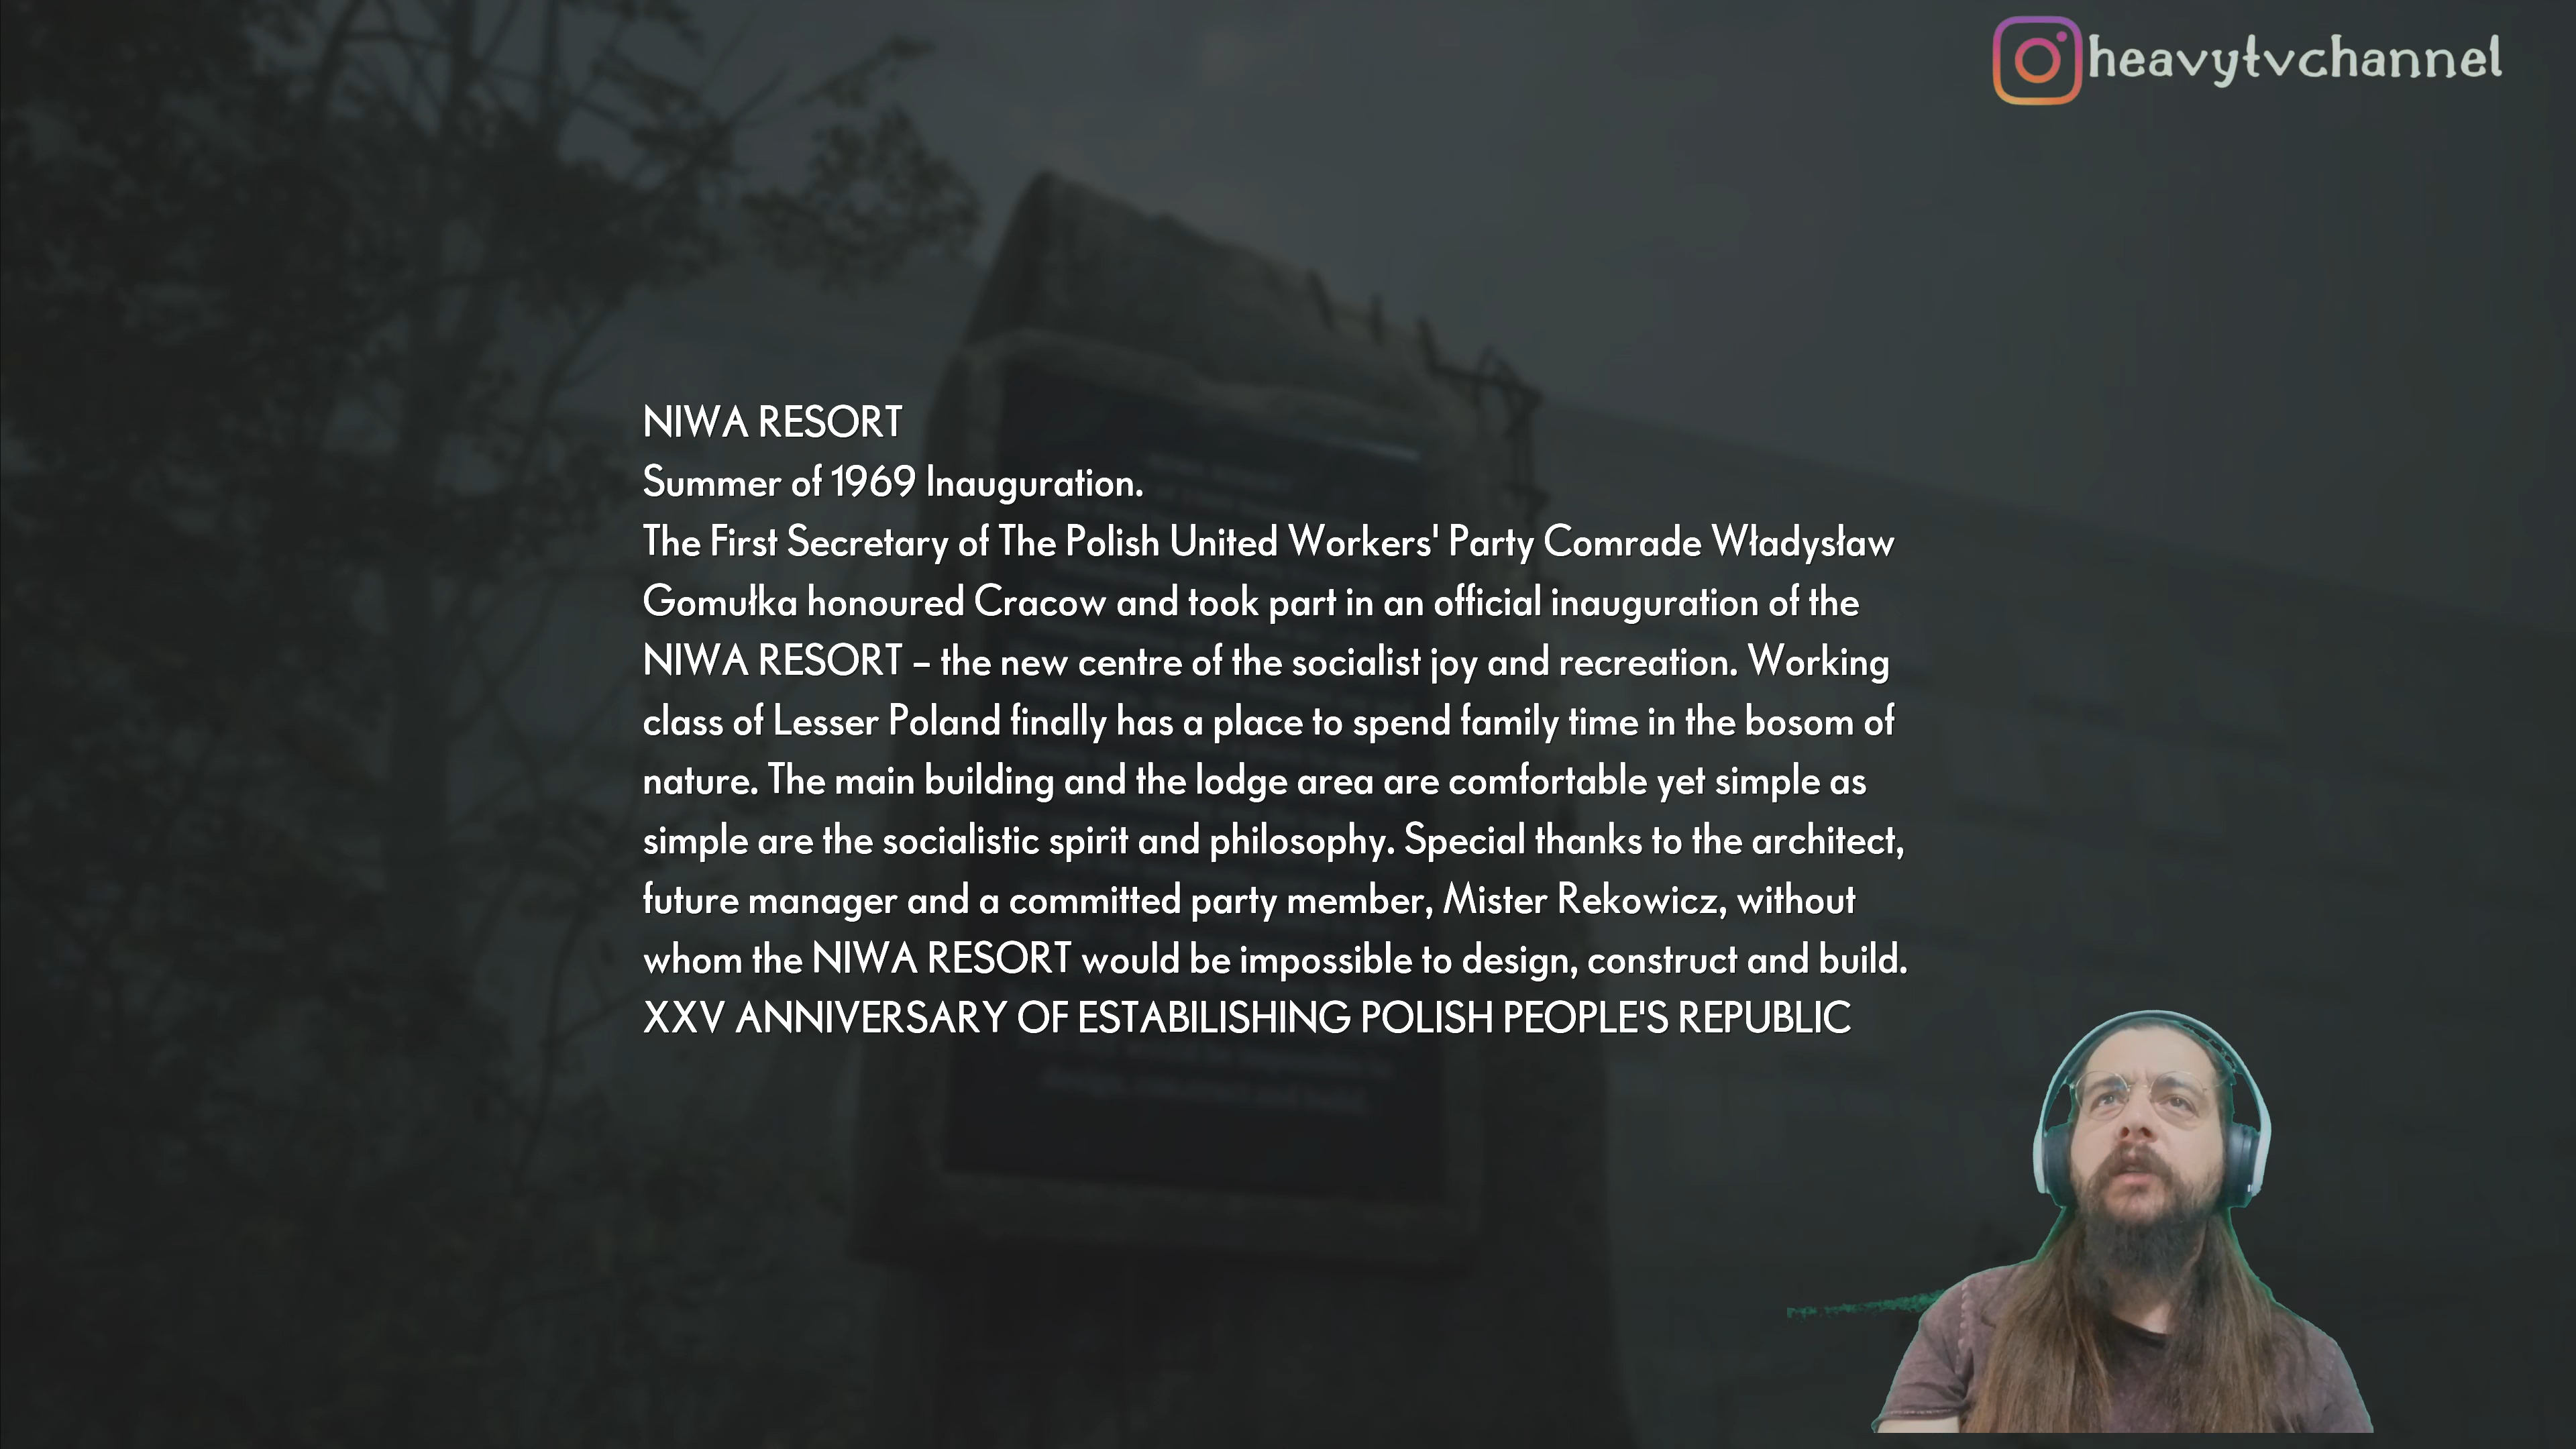 heavytvchannel
NIWA RESORT
Summer of 1969 Inauguration.
The First Secretary of The Polish United Workers' Party Comrade Władysław
Gomułka honoured Cracow and took part in an official inauguration of the
NIWA RESORT – the new centre of the socialist joy and recreation. Working
class of Lesser Poland finally has a place to spend family time in the bosom of
nature. The main building and the lodge area are comfortable yet simple as
simple are the socialistic spirit and philosophy. Special thanks to the architect,
future manager and a committed party member, Mister Rekowicz, without
whom the NIWA RESORT would be impossible to design, construct and build.
XXV ANNIVERSARY OF ESTABILISHING POLISH PEOPLE'S REPUBLIC